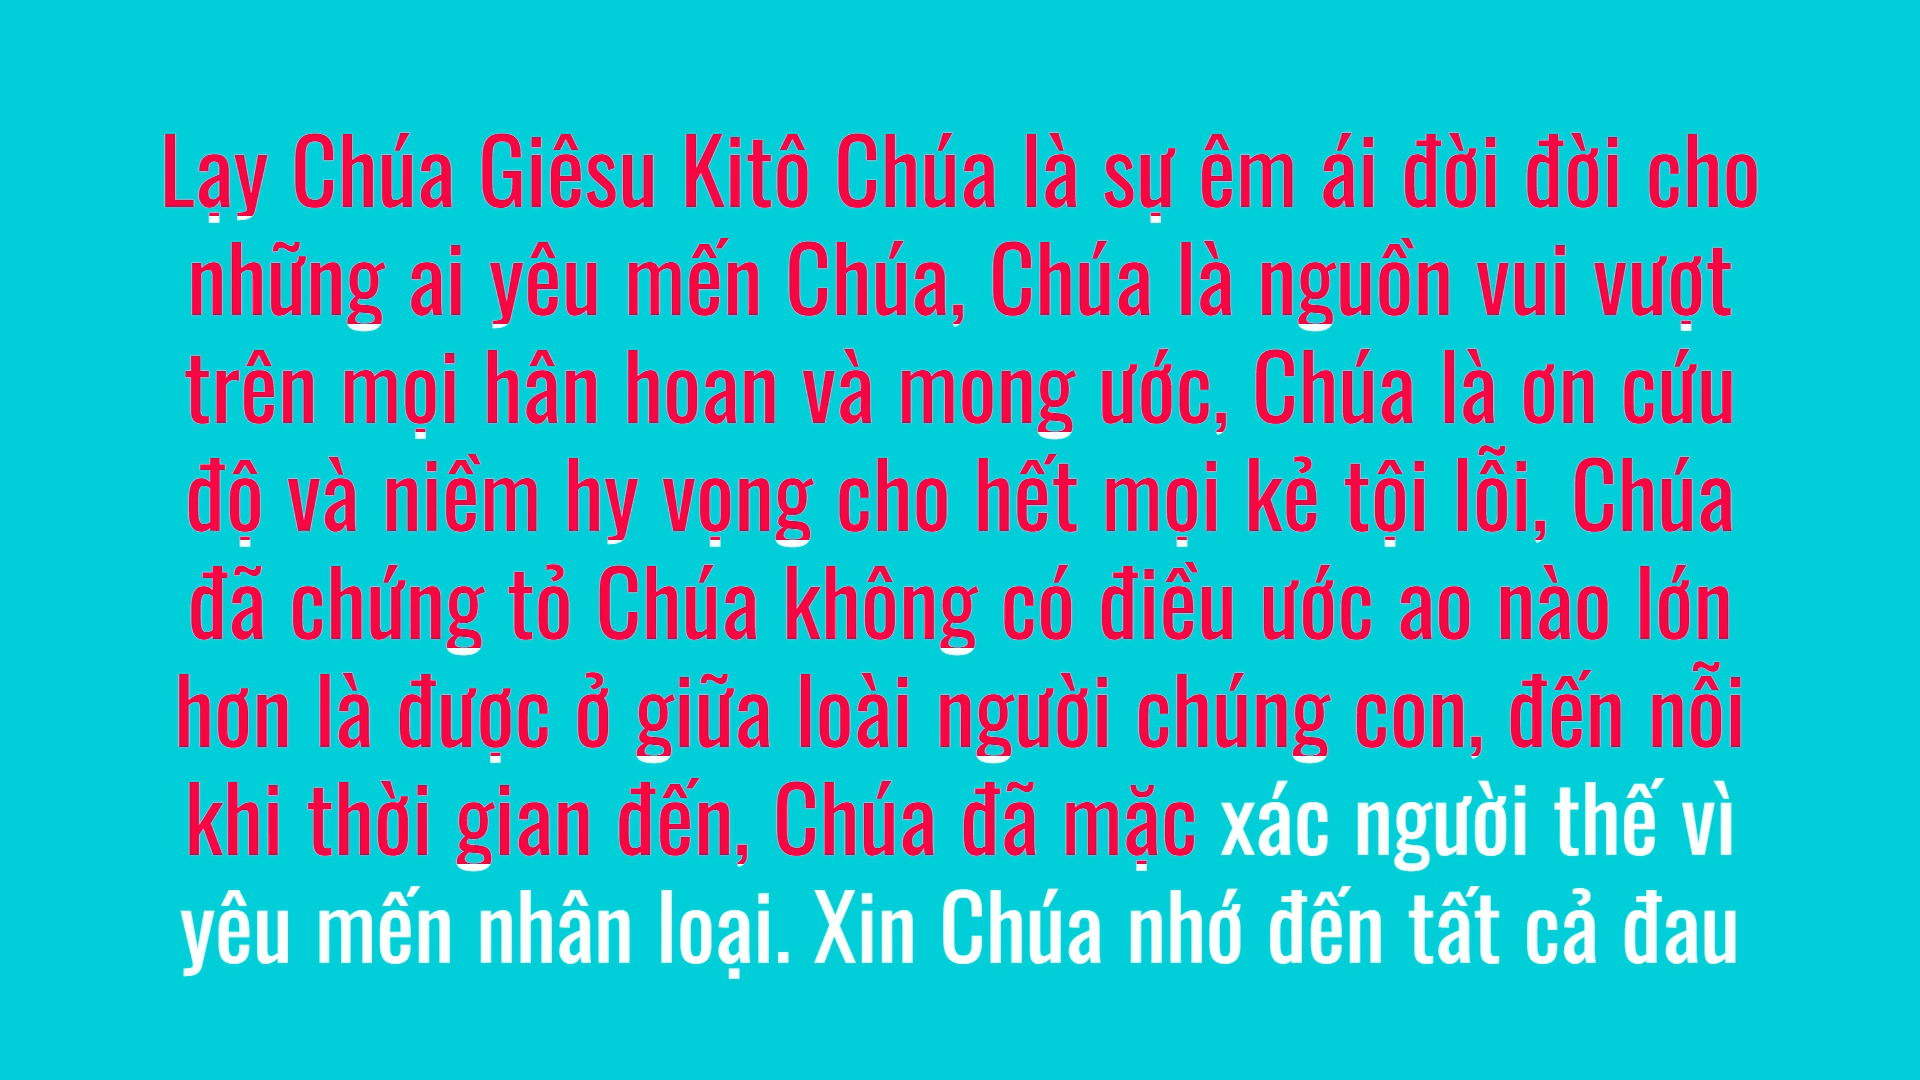 Lạy Chúa Giêsu Kitô Chúa là sự êm ái đời đời cho
những ai yêu mến Chúa, Chúa là nguồn vui vượt
trên mọi hân hoan và mong ước, Chúa là ơn cứu
độ và niềm hy vọng cho hết mọi kẻ tội lỗi, Chúa
đã chứng tỏ Chúa không có điều ước ao nào lớn
hơn là được ở giữa loài người chúng con, đến nỗi
khi thời gian đến, Chúa đã mặc xác người thế vì
yêu mến nhân loại. Xin Chúa nhớ đến tất cả đau